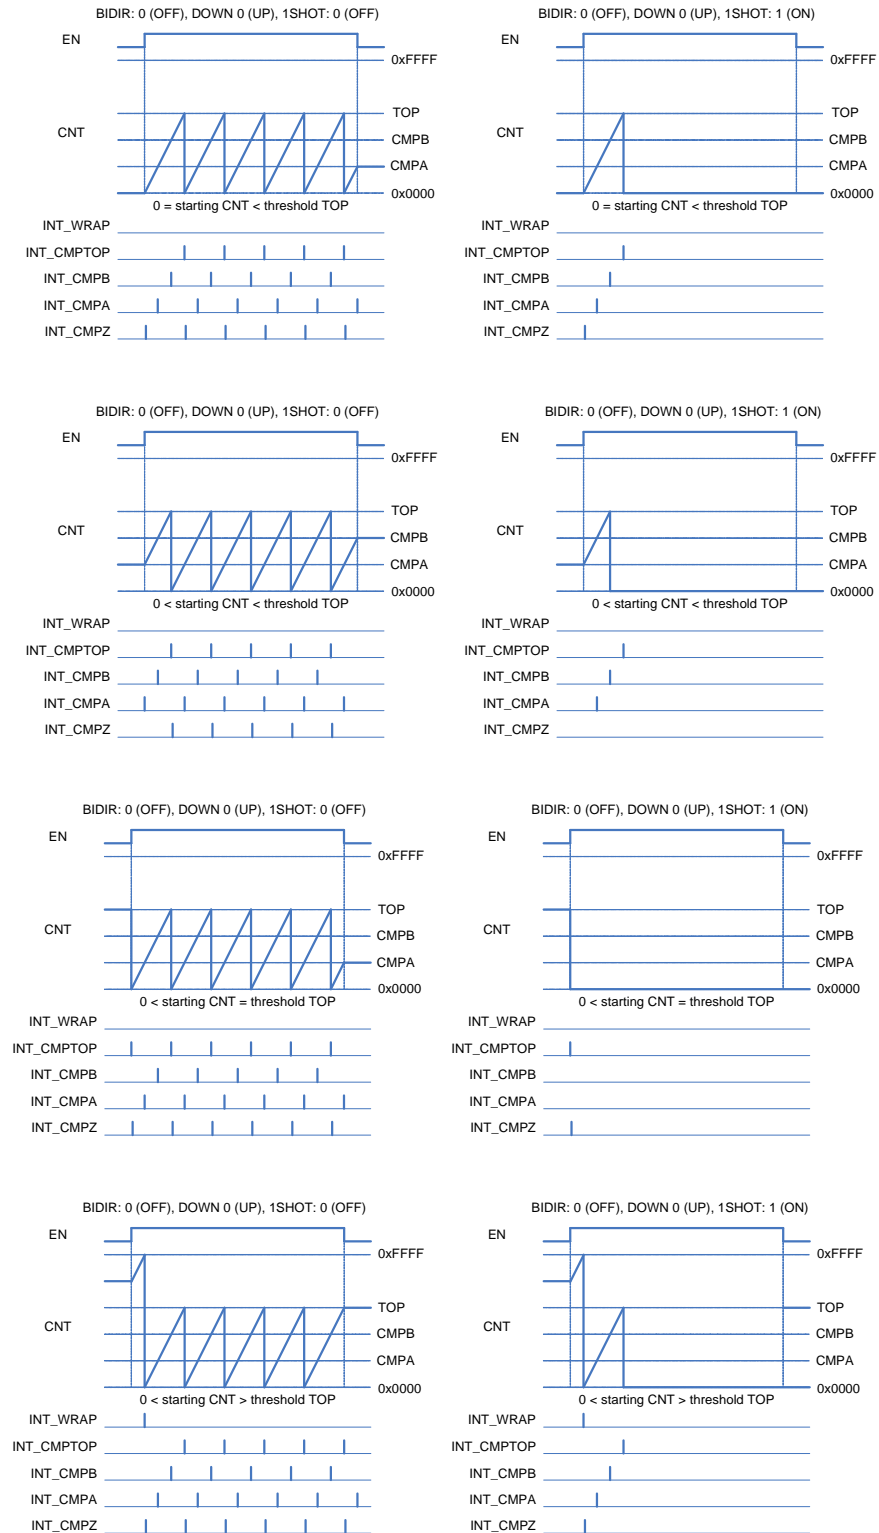 BIDIR: 0 (OFF), DOWN 0 (UP), 1SHOT: 0 (OFF)
EN
0xFFFF
TOP
CNT
CMPB
CMPA
0x0000
0 = starting CNT < threshold TOP
INT_WRAP
INT_CMPTOP
INT_CMPB
INT_CMPA
INT_CMPZ
BIDIR: 0 (OFF), DOWN 0 (UP), 1SHOT: 1 (ON)
EN
0xFFFF
TOP
CNT
CMPB
CMPA
0x0000
0 = starting CNT < threshold TOP
INT_WRAP
INT_CMPTOP
INT_CMPB
INT_CMPA
INT_CMPZ
BIDIR: 0 (OFF), DOWN 0 (UP), 1SHOT: 0 (OFF)
EN
0xFFFF
TOP
CNT
CMPB
CMPA
0x0000
0 < starting CNT < threshold TOP
INT_WRAP
INT_CMPTOP
INT_CMPB
INT_CMPA
INT_CMPZ
BIDIR: 0 (OFF), DOWN 0 (UP), 1SHOT: 1 (ON)
EN
0xFFFF
TOP
CNT
CMPB
CMPA
0x0000
0 < starting CNT < threshold TOP
INT_WRAP
INT_CMPTOP
INT_CMPB
INT_CMPA
INT_CMPZ
BIDIR: 0 (OFF), DOWN 0 (UP), 1SHOT: 0 (OFF)
EN
0xFFFF
TOP
CNT
CMPB
CMPA
0x0000
0 < starting CNT = threshold TOP
INT_WRAP
INT_CMPTOP
INT_CMPB
INT_CMPA
INT_CMPZ
BIDIR: 0 (OFF), DOWN 0 (UP), 1SHOT: 1 (ON)
EN
0xFFFF
TOP
CNT
CMPB
CMPA
0x0000
0 < starting CNT = threshold TOP
INT_WRAP
INT_CMPTOP
INT_CMPB
INT_CMPA
INT_CMPZ
BIDIR: 0 (OFF), DOWN 0 (UP), 1SHOT: 0 (OFF)
EN
0xFFFF
TOP
CNT
CMPB
CMPA
0x0000
0 < starting CNT > threshold TOP
INT_WRAP
INT_CMPTOP
INT_CMPB
INT_CMPA
INT_CMPZ
BIDIR: 0 (OFF), DOWN 0 (UP), 1SHOT: 1 (ON)
EN
0xFFFF
TOP
CNT
CMPB
CMPA
0x0000
0 < starting CNT > threshold TOP
INT_WRAP
INT_CMPTOP
INT_CMPB
INT_CMPA
INT_CMPZ